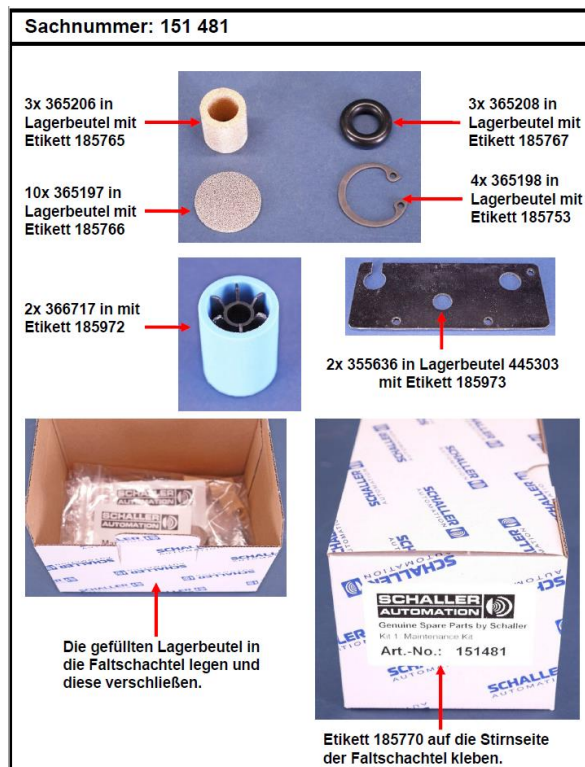 Sachnummer: 151 481
3x 365206 in
Lagerbeutel mit
Etikett 185765
3x 365208 in
Lagerbeutel mit
Etikett 185767
10x 365197 in
Lagerbeutel mit
Etikett 185766
4x 365198 in
Lagerbeutel mit
Etikett 185753
2x 366717 in mit
Etikett 185972
2x 355636 in Lagerbeutel 445303
mit Etikett 185973
SCHALLER
AUTOMATION
SCHALLER
AUTOMATION
Die gefüllten Lagerbeutel in
die Faltschachtel legen und
diese verschließen.
SCHALLER
AUTOMATION
SCHALLER
AUTOMATION
Genuine Spare Parts by Schaller
Kit 1: Maintenance Kit
Art.-No.: 151481
Etikett 185770 auf die Stirnseite
der Faltschachtel kleben.